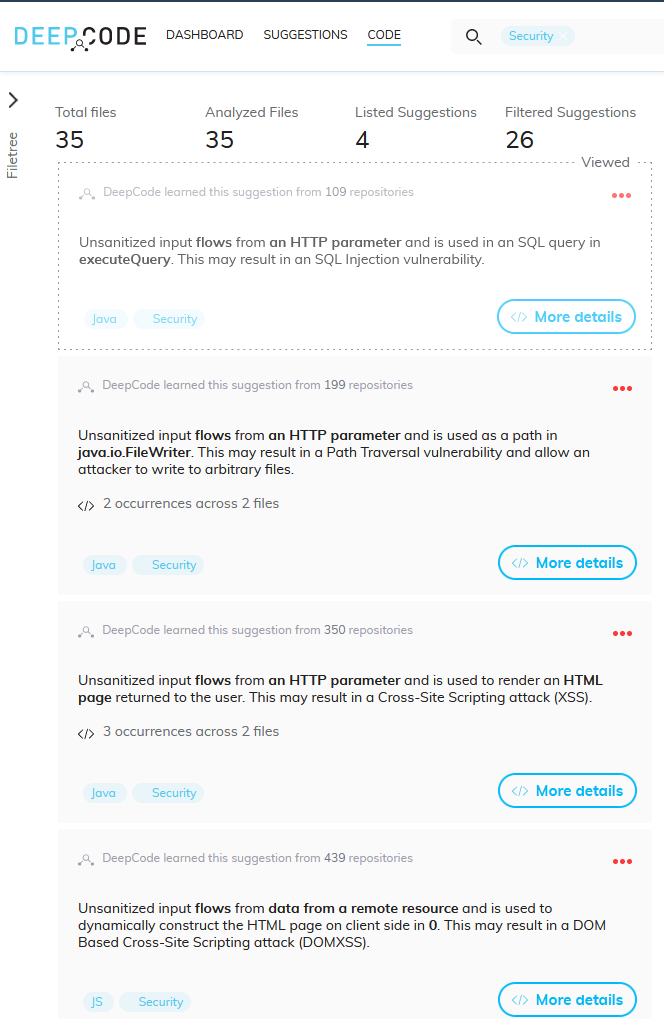 DEEPCODE DASHBOARD SUGGESTIONS CODE Security ×
Filetree
Total files Analyzed Files Listed Suggestions Filtered Suggestions
35 35 4 26
Viewed
DeepCode learned this suggestion from 109 repositories
Unsanitized input flows from an HTTP parameter and is used in an SQL query in
executeQuery. This may result in an SQL Injection vulnerability.
Java Security </> More details
DeepCode learned this suggestion from 199 repositories
Unsanitized input flows from an HTTP parameter and is used as a path in
java.io.FileWriter. This may result in a Path Traversal vulnerability and allow an
attacker to write to arbitrary files.
</> 2 occurrences across 2 files
Java Security </> More details
DeepCode learned this suggestion from 350 repositories
Unsanitized input flows from an HTTP parameter and is used to render an HTML
page returned to the user. This may result in a Cross-Site Scripting attack (XSS).
</> 3 occurrences across 2 files
Java Security </> More details
DeepCode learned this suggestion from 439 repositories
Unsanitized input flows from data from a remote resource and is used to
dynamically construct the HTML page on client side in 0. This may result in a DOM
Based Cross-Site Scripting attack (DOMXSS).
JS Security </> More details